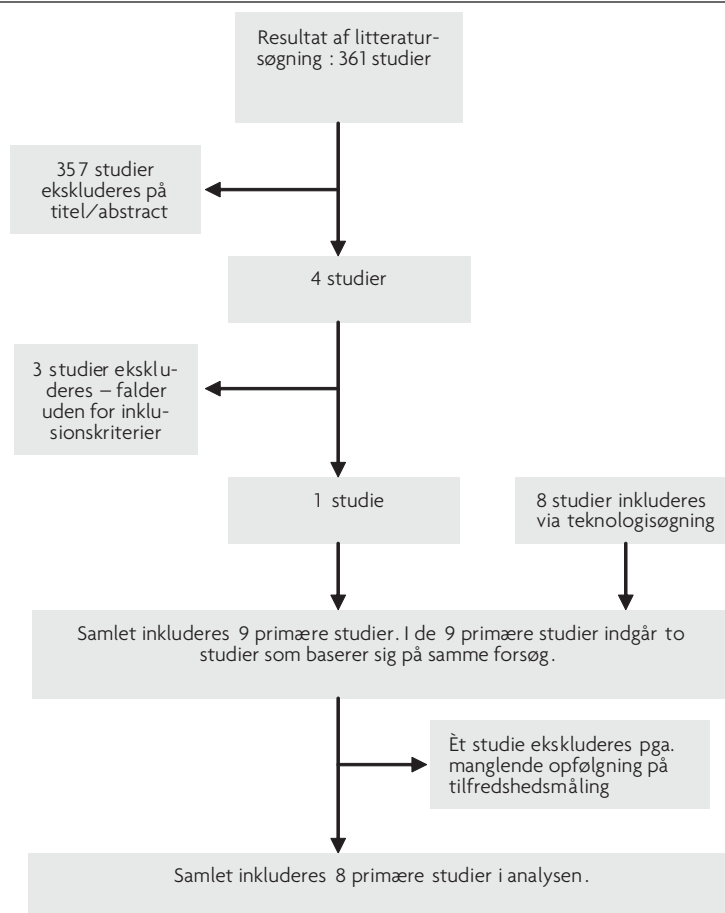 Resultat af litteratur-
søgning : 361 studier
357 studier
ekskluderes på
titel/abstract
4 studier
3 studier eksklu-
deres – falder
uden for inklu-
sionskriterier
1 studie
8 studier inkluderes
via teknologisøgning
Samlet inkluderes 9 primære studier. I de 9 primære studier indgår to
studier som baserer sig på samme forsøg.
Èt studie ekskluderes pga.
manglende opfølgning på
tilfredshedsmåling
Samlet inkluderes 8 primære studier i analysen.